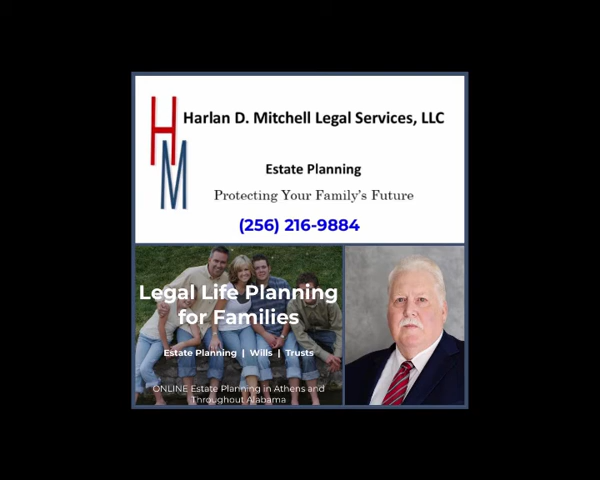 HM
Harlan D. Mitchell Legal Services, LLC
Estate Planning
Protecting Your Family's Future
(256) 216-9884
Legal Life Planning
for Families
Estate Planning | Wills | Trusts
ONLINE Estate Planning in Athens and
Throughout Alabama